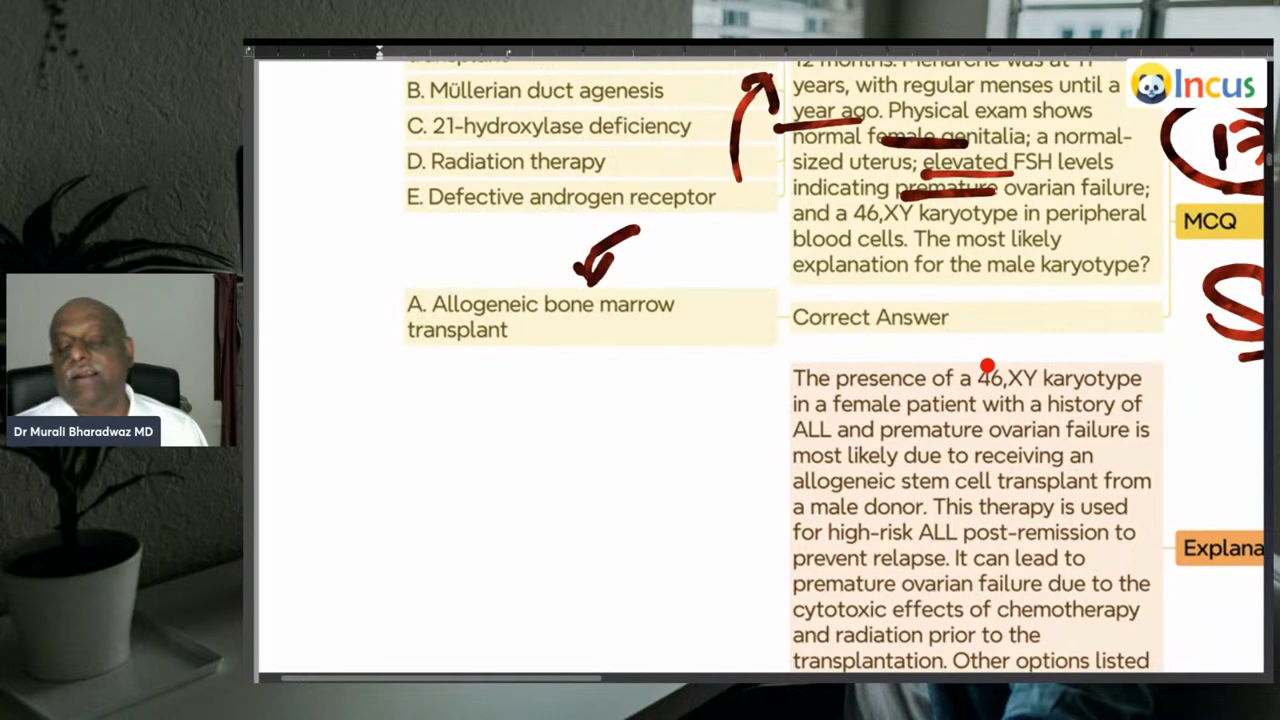 Incus
B. Müllerian duct agenesis
C. 21-hydroxylase deficiency
D. Radiation therapy
E. Defective androgen receptor
A. Allogeneic bone marrow
transplant
12 months. Menarche was at 11
years, with regular menses until a
year ago. Physical exam shows
normal female genitalia; a normal-
sized uterus; elevated FSH levels
indicating premature ovarian failure;
and a 46,XY karyotype in peripheral
blood cells. The most likely
explanation for the male karyotype?
MCQ
Correct Answer
The presence of a 46,XY karyotype
in a female patient with a history of
ALL and premature ovarian failure is
most likely due to receiving an
allogeneic stem cell transplant from
a male donor. This therapy is used
for high-risk ALL post-remission to
prevent relapse. It can lead to
premature ovarian failure due to the
cytotoxic effects of chemotherapy
and radiation prior to the
transplantation. Other options listed
Explana
Dr Murali Bharadwaz MD